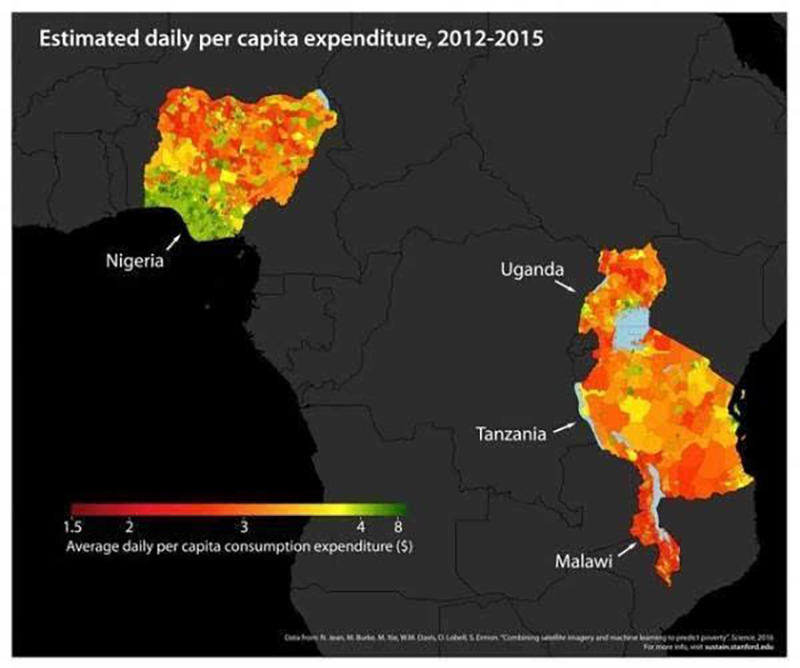 Estimated daily per capita expenditure, 2012-2015
Nigeria
Uganda
Tanzania
Malawi
1.5 2 3 4 8
Average daily per capita consumption expenditure ($)
Data from: N. Jean, M. Burke, M. Xie, W.M. Davis, D. Lobell, S. Ermon. "Combining satellite imagery and machine learning to predict poverty". Science, 2016
For more info, visit sustain.stanford.edu